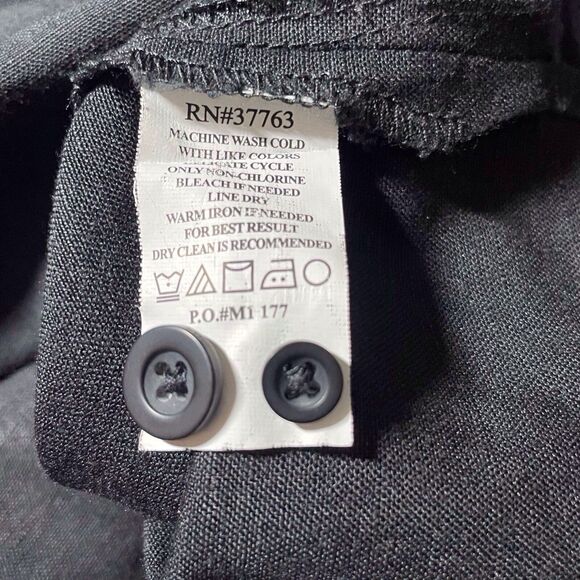 RN#37763
MACHINE WASH COLD
WITH LIKE COLORS
DELICATE CYCLE
ONLY NON-CHLORINE
BLEACH IF NEEDED
LINE DRY
WARM IRON IF NEEDED
FOR BEST RESULT
DRY CLEAN IS RECOMMENDED
P.O.#M1 177